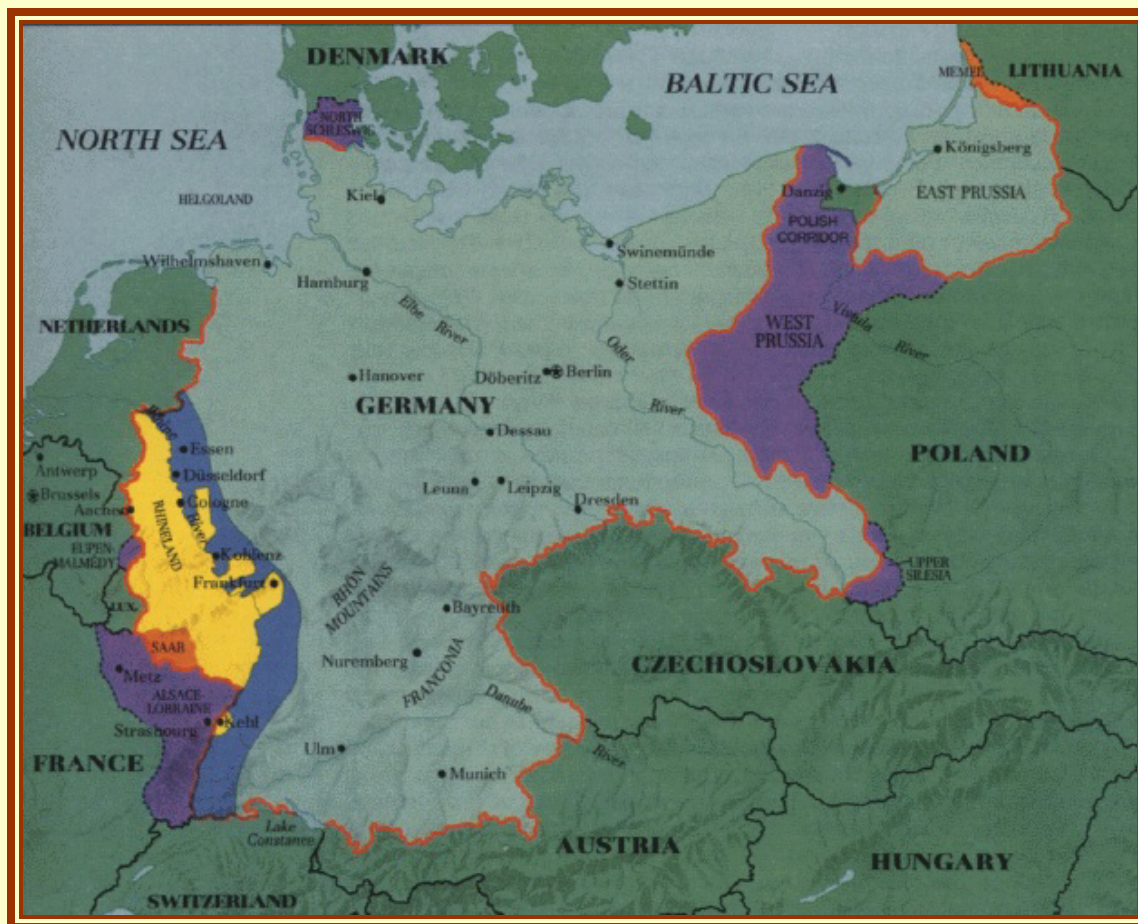 DENMARK
BALTIC SEA
MEMEL
LITHUANIA
NORTH SEA
NORTH
SCHLESWIG
Königsberg
HELGOLAND
Kiel
Danzig
EAST PRUSSIA
POLISH
CORRIDOR
Wilhelmshaven
Swinemünde
Hamburg
Stettin
Elbe River
NETHERLANDS
WEST
PRUSSIA
Vistula
River
Oder
River
Hanover
Döberitz
Berlin
GERMANY
Rhine
River
Dessau
Essen
POLAND
Antwerp
Düsseldorf
Leuna
Leipzig
Brussels
Cologne
Aachen
Dresden
BELGIUM
RHINELAND
EUPEN-
MALMÉDY
Koblenz
UPPER
SILESIA
Frankfurt
RHÖN
MOUNTAINS
LUX.
Bayreuth
SAAR
Nuremberg
FRANCONIA
CZECHOSLOVAKIA
Metz
ALSACE-
LORRAINE
Danube
River
Strasbourg
Kehl
Ulm
FRANCE
Munich
Lake
Constance
AUSTRIA
HUNGARY
SWITZERLAND